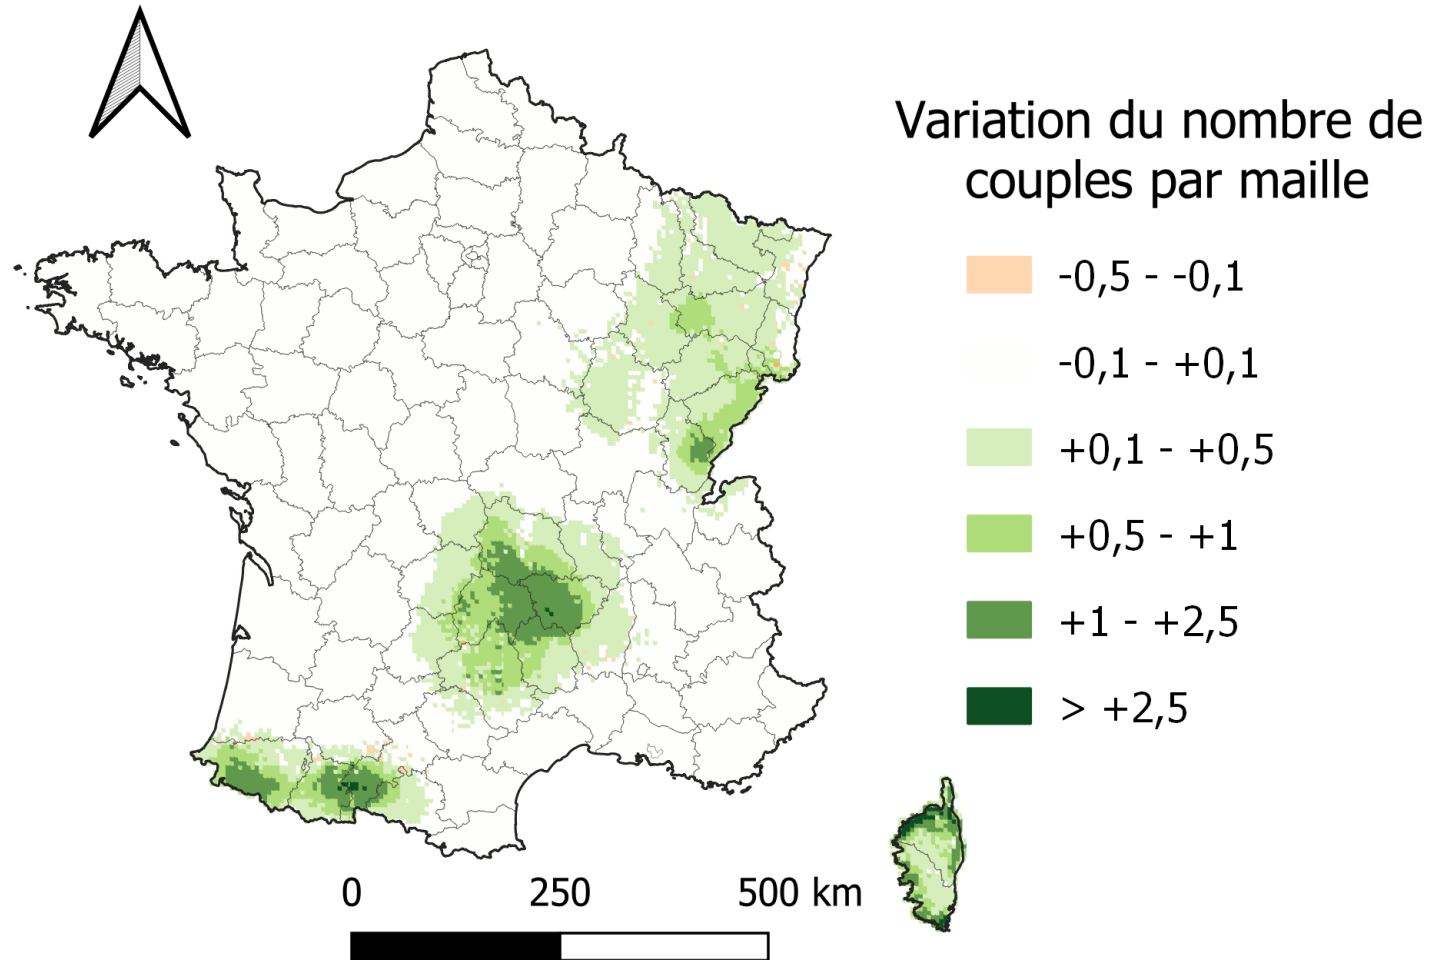 Variation du nombre de
couples par maille
-0,5 - -0,1
-0,1 - +0,1
+0,1 - +0,5
+0,5 - +1
+1 - +2,5
> +2,5
0 250 500 km